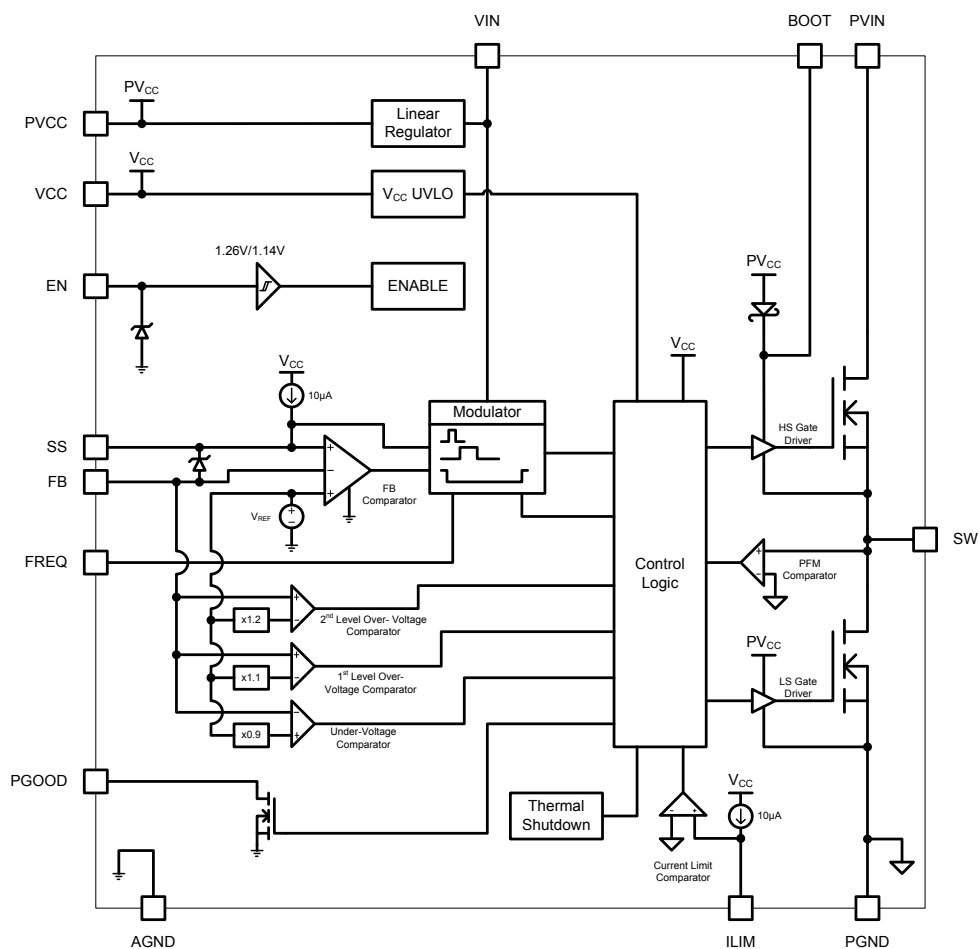 VIN
BOOT
PVIN
PVCC
PVCC
Linear
Regulator
VCC
VCC
VCC UVLO
1.26V/1.14V
EN
ENABLE
PVCC
VCC
10µA
VCC
Modulator
SS
FB
+
−
+
FB
Comparator
VREF
+
−
HS Gate
Driver
FREQ
Control
Logic
+
−
PFM
Comparator
SW
x1.2
+
−
2nd Level Over- Voltage
Comparator
x1.1
+
−
1st Level Over-
Voltage Comparator
PVCC
LS Gate
Driver
x0.9
−
+
Under-Voltage
Comparator
PGOOD
Thermal
Shutdown
−
+
VCC
10µA
Current Limit
Comparator
AGND
ILIM
PGND